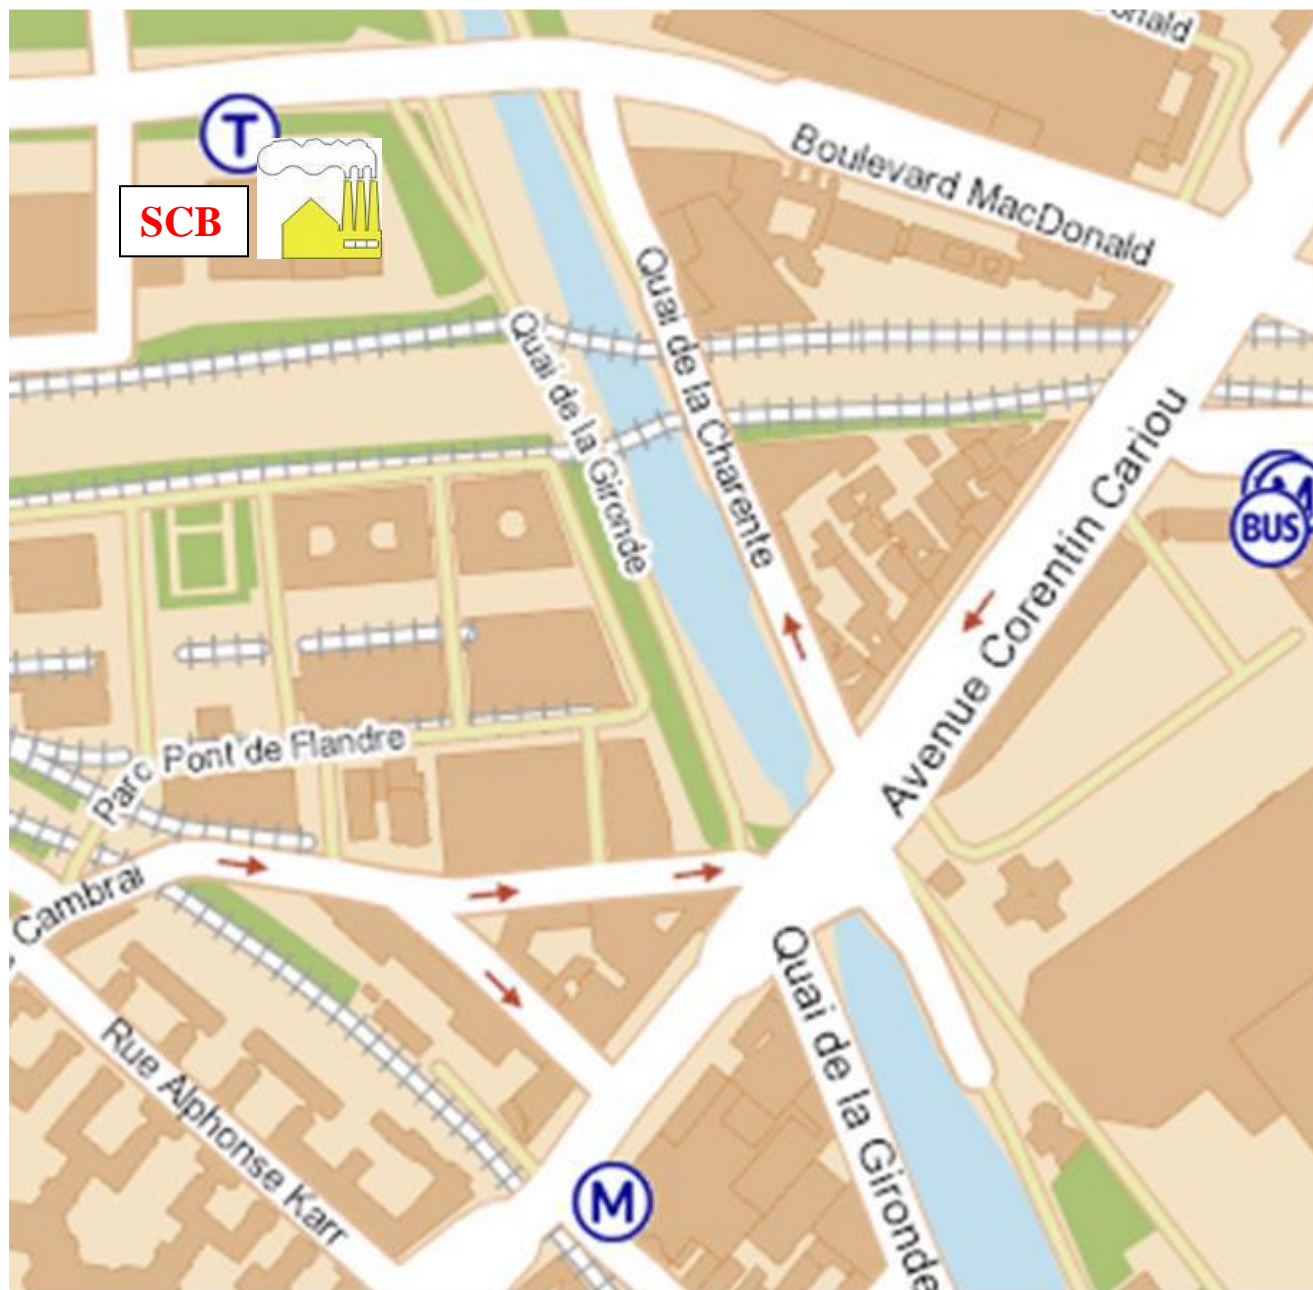 onald
T
SCB
Boulevard MacDonald
Quai de la Charente
Quai de la Gironde
Avenue Corentin Cariou
BUS
Parc Pont de Flandre
Cambrai
Quai de la Gironde
Rue Alphonse Karr
M